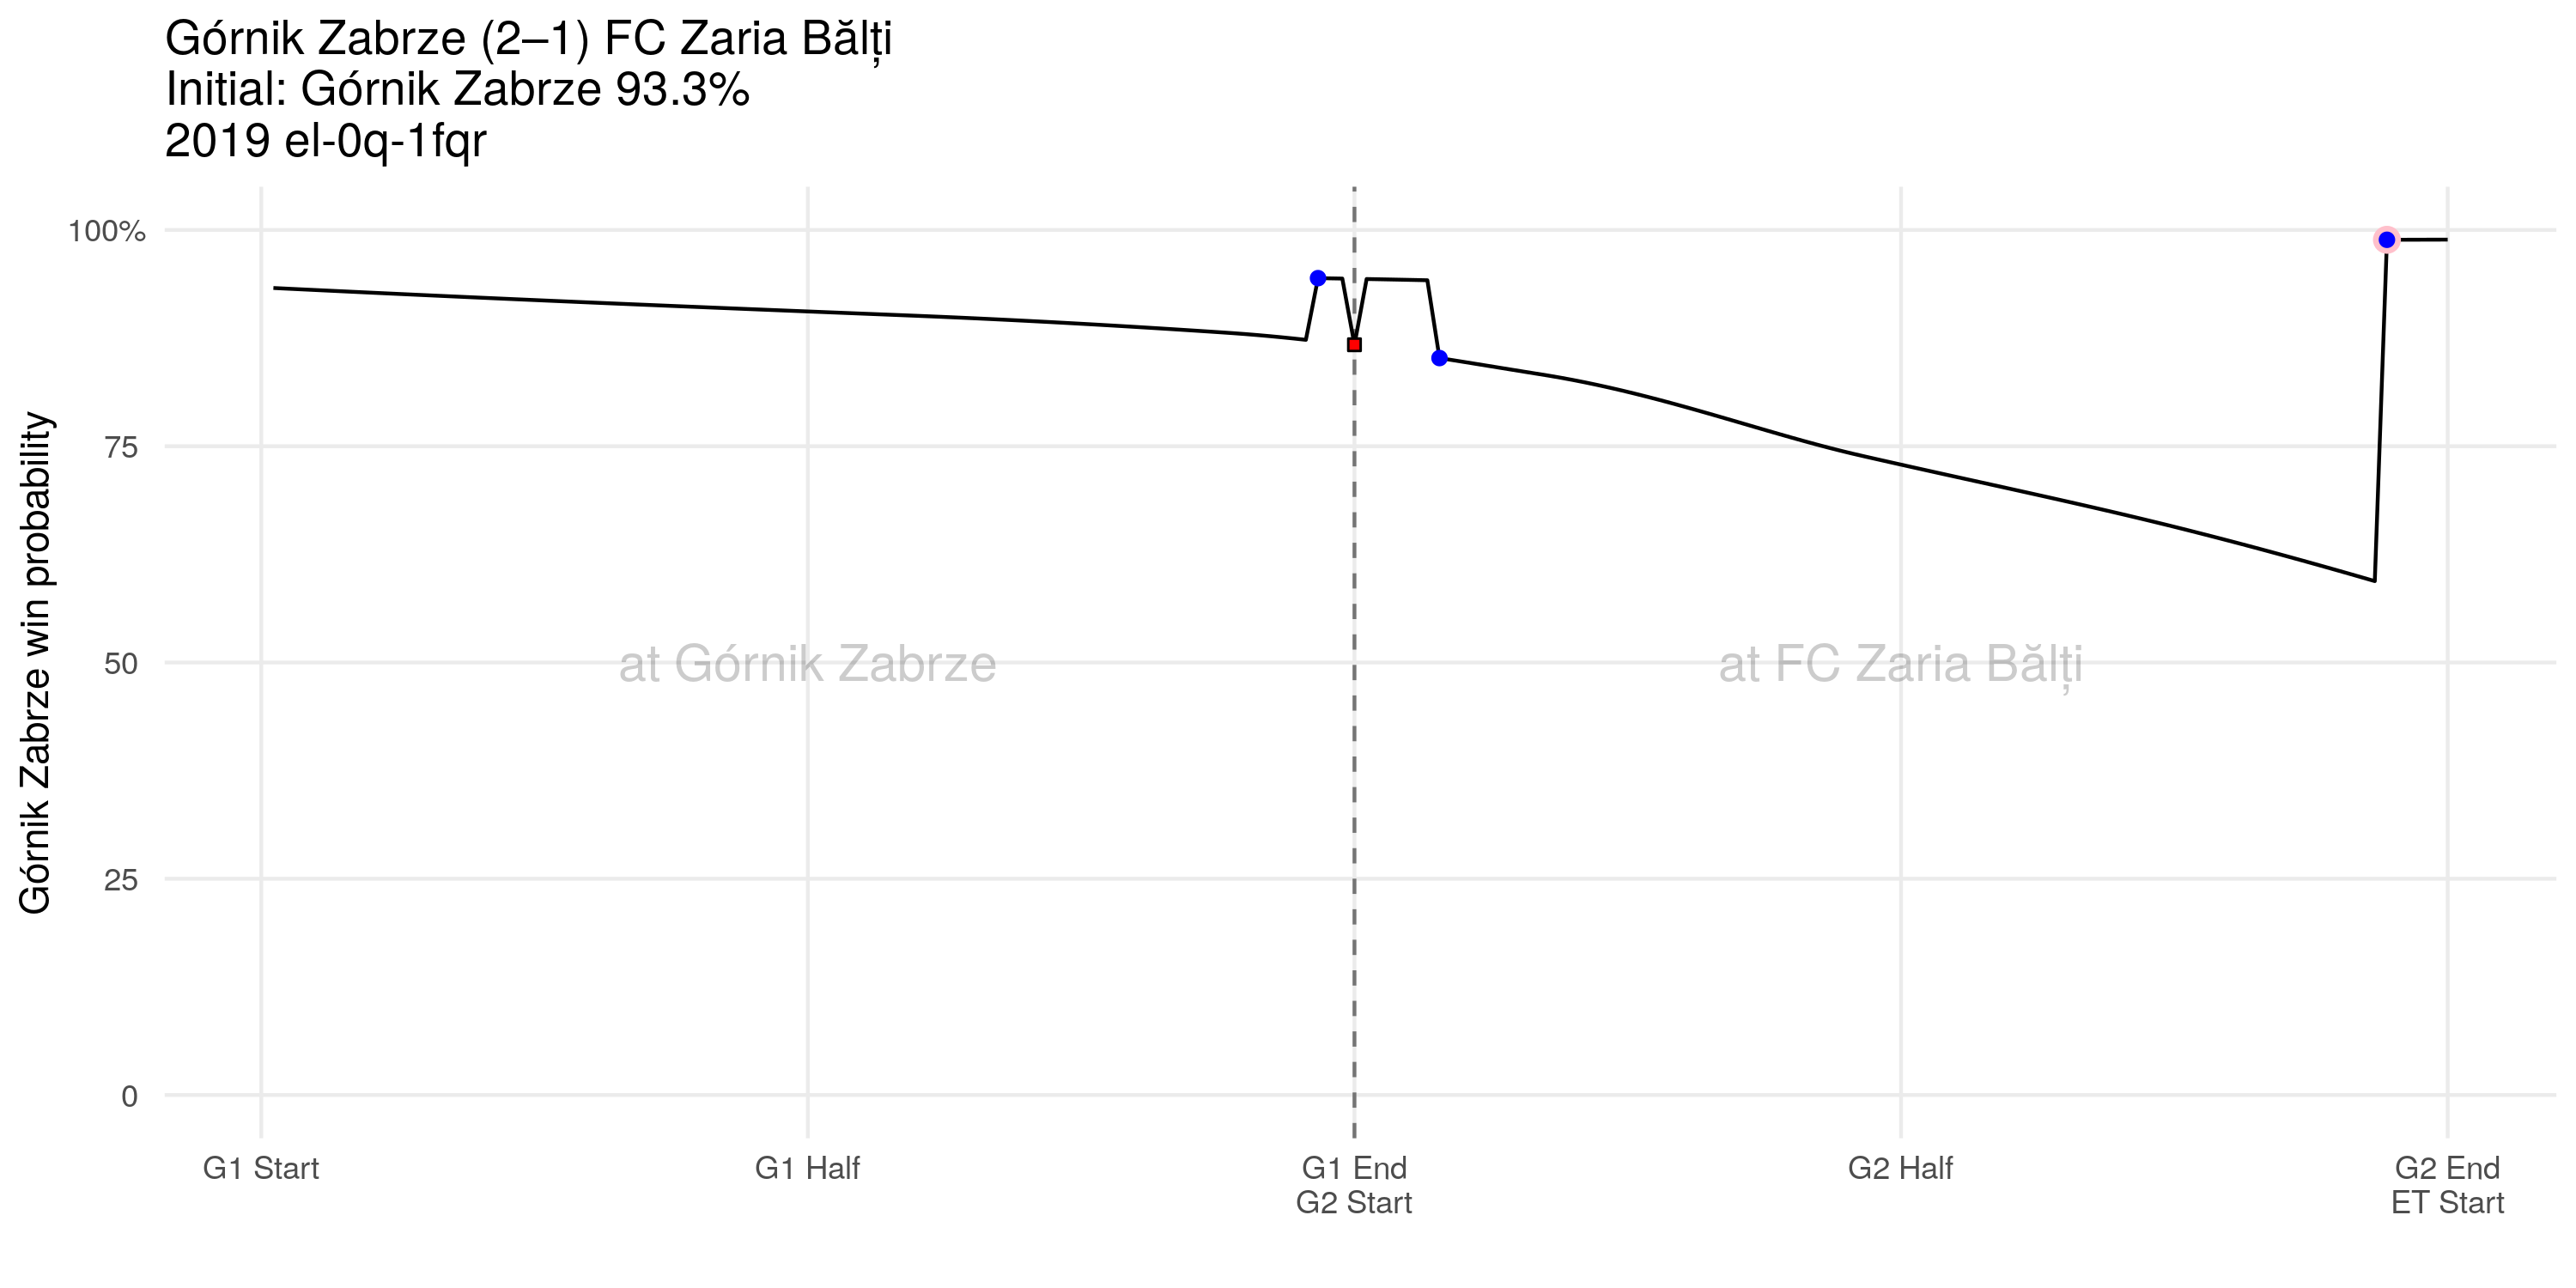 Górnik Zabrze (2–1) FC Zaria Bălți
Initial: Górnik Zabrze 93.3%
2019 el-0q-1fqr
Górnik Zabrze win probability
100%
75
50
25
0
at Górnik Zabrze
at FC Zaria Bălți
G1 Start
G1 Half
G1 End
G2 Start
G2 Half
G2 End
ET Start